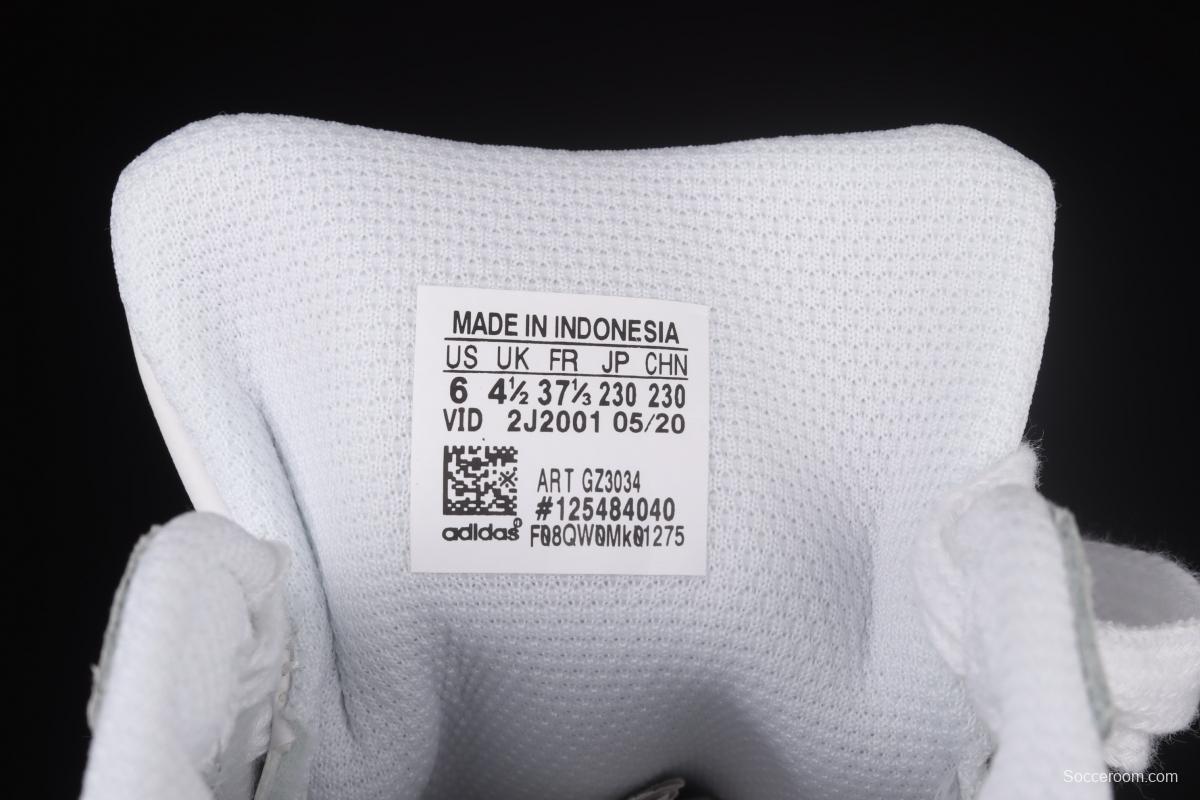 MADE IN INDONESIA
US UK FR JP CHN
6 4½ 37⅓ 230 230
VID 2J2001 05/20
ART GZ3034
#125484040
adidas® F08QW0Mk01275
Socceroom.com